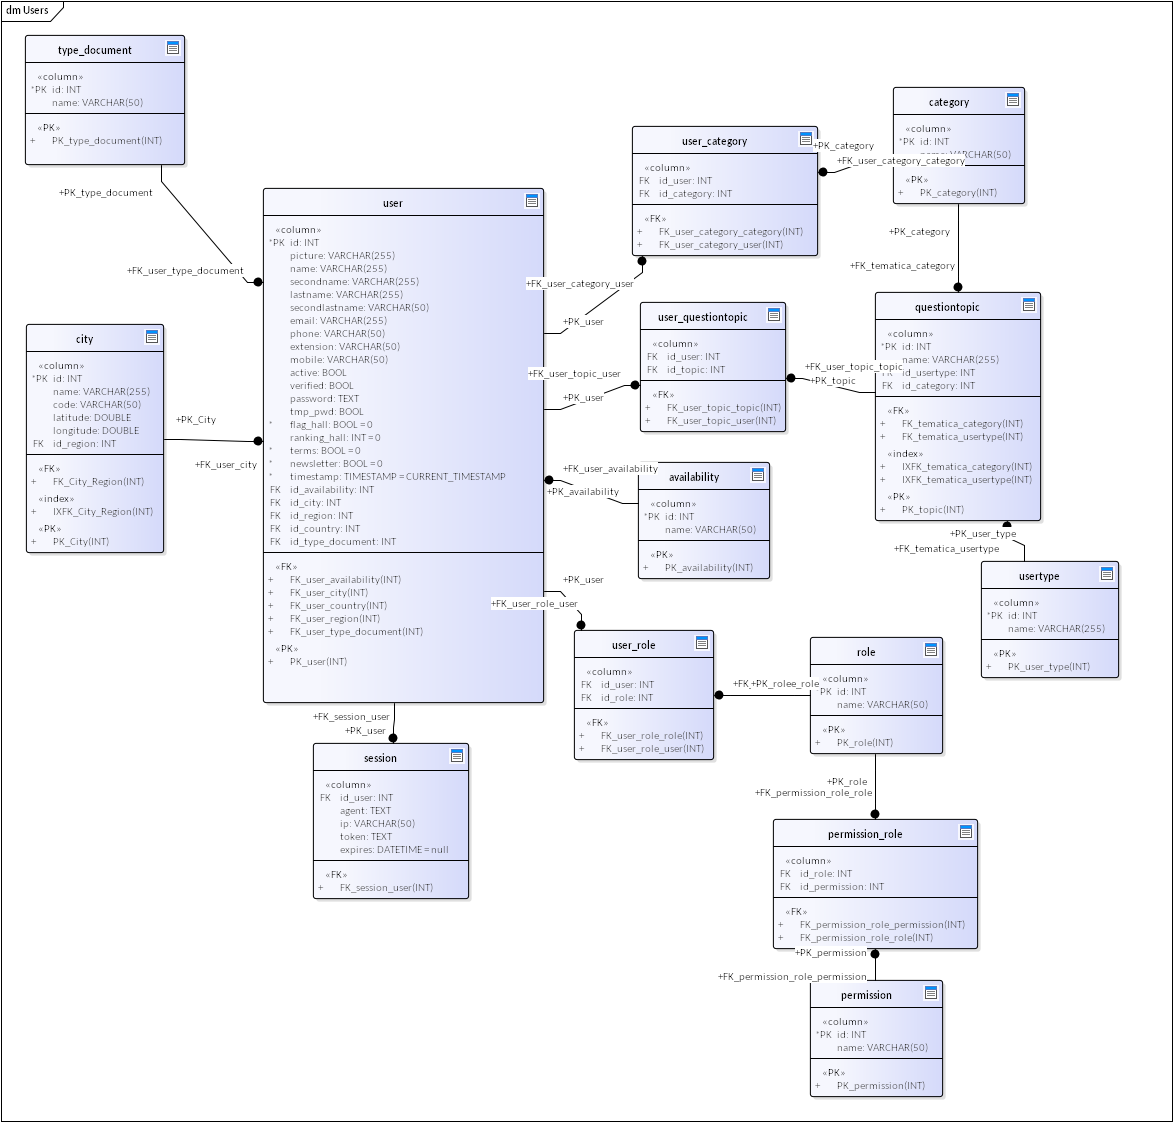 dm Users
type_document
«column»
*PK id: INT
name: VARCHAR(50)
«PK»
+ PK_type_document(INT)
+PK_type_document
+FK_user_type_document
city
«column»
*PK id: INT
name: VARCHAR(255)
code: VARCHAR(50)
latitude: DOUBLE
longitude: DOUBLE
FK id_region: INT
«FK»
+ FK_City_Region(INT)
«index»
+ IXFK_City_Region(INT)
«PK»
+ PK_City(INT)
+PK_City
+FK_user_city
user
«column»
*PK id: INT
picture: VARCHAR(255)
name: VARCHAR(255)
secondname: VARCHAR(255)
lastname: VARCHAR(255)
secondlastname: VARCHAR(50)
email: VARCHAR(255)
phone: VARCHAR(50)
extension: VARCHAR(50)
mobile: VARCHAR(50)
active: BOOL
verified: BOOL
password: TEXT
tmp_pwd: BOOL
* flag_hall: BOOL = 0
ranking_hall: INT = 0
* terms: BOOL = 0
* newsletter: BOOL = 0
* timestamp: TIMESTAMP = CURRENT_TIMESTAMP
FK id_availability: INT
FK id_city: INT
FK id_region: INT
FK id_country: INT
FK id_type_document: INT
«FK»
+ FK_user_availability(INT)
+ FK_user_city(INT)
+ FK_user_country(INT)
+ FK_user_region(INT)
+ FK_user_type_document(INT)
«PK»
+ PK_user(INT)
+FK_session_user
+PK_user
session
«column»
FK id_user: INT
agent: TEXT
ip: VARCHAR(50)
token: TEXT
expires: DATETIME = null
«FK»
+ FK_session_user(INT)
user_category
«column»
FK id_user: INT
FK id_category: INT
«FK»
+ FK_user_category_category(INT)
+ FK_user_category_user(INT)
+FK_user_category_user
+PK_user
+PK_category
+FK_user_category_category
category
«column»
*PK id: INT
name: VARCHAR(50)
«PK»
+ PK_category(INT)
+PK_category
+FK_tematica_category
user_questiontopic
«column»
FK id_user: INT
FK id_topic: INT
«FK»
+ FK_user_topic_topic(INT)
+ FK_user_topic_user(INT)
+FK_user_topic_user
+PK_user
+FK_user_topic_topic
+PK_topic
questiontopic
«column»
*PK id: INT
name: VARCHAR(255)
FK id_usertype: INT
FK id_category: INT
«FK»
+ FK_tematica_category(INT)
+ FK_tematica_usertype(INT)
«index»
+ IXFK_tematica_category(INT)
+ IXFK_tematica_usertype(INT)
«PK»
+ PK_topic(INT)
+PK_user_type
+FK_tematica_usertype
usertype
«column»
*PK id: INT
name: VARCHAR(255)
«PK»
+ PK_user_type(INT)
+FK_user_availability
+PK_availability
availability
«column»
*PK id: INT
name: VARCHAR(50)
«PK»
+ PK_availability(INT)
+PK_user
+FK_user_role_user
user_role
«column»
FK id_user: INT
FK id_role: INT
«FK»
+ FK_user_role_role(INT)
+ FK_user_role_user(INT)
+PK_role
role
«column»
*PK id: INT
name: VARCHAR(50)
«PK»
+ PK_role(INT)
+PK_role
+FK_permission_role_role
permission_role
«column»
FK id_role: INT
FK id_permission: INT
«FK»
+ FK_permission_role_permission(INT)
+ FK_permission_role_role(INT)
+PK_permission
+FK_permission_role_permission
permission
«column»
*PK id: INT
name: VARCHAR(50)
«PK»
+ PK_permission(INT)